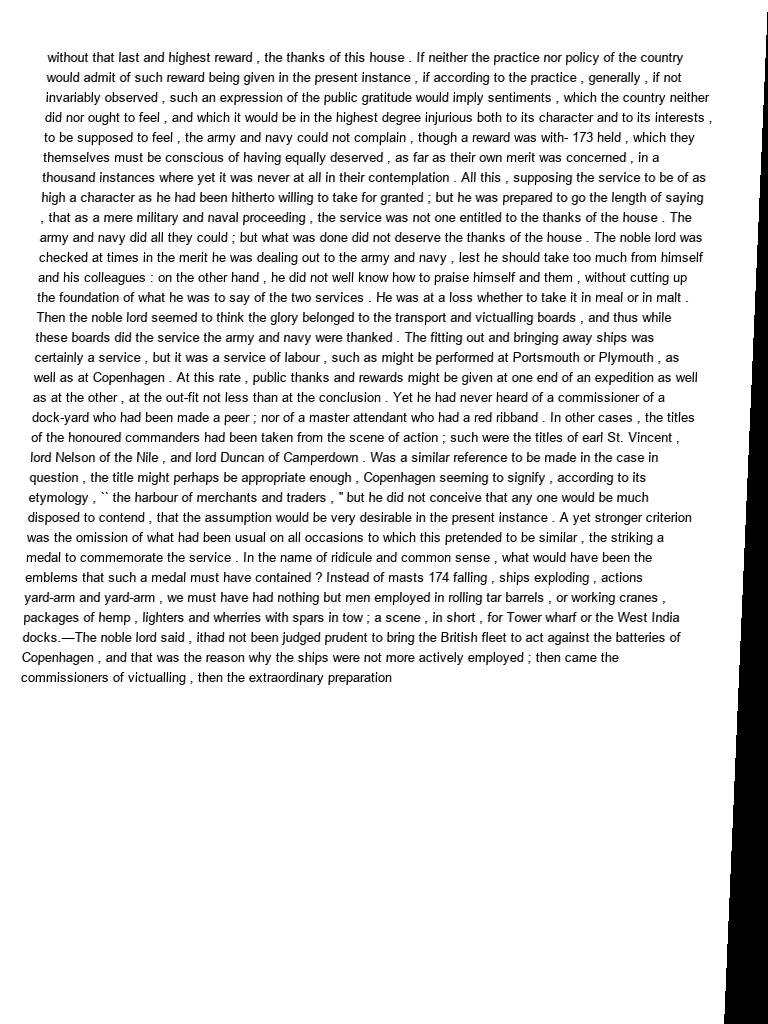 without that last and highest reward , the thanks of this house . If neither the practice nor policy of the country
would admit of such reward being given in the present instance , if according to the practice , generally , if not
invariably observed , such an expression of the public gratitude would imply sentiments , which the country neither
did nor ought to feel , and which it would be in the highest degree injurious both to its character and to its interests ,
to be supposed to feel , the army and navy could not complain , though a reward was with- 173 held , which they
themselves must be conscious of having equally deserved , as far as their own merit was concerned , in a
thousand instances where yet it was never at all in their contemplation . All this , supposing the service to be of as
high a character as he had been hitherto willing to take for granted ; but he was prepared to go the length of saying
, that as a mere military and naval proceeding , the service was not one entitled to the thanks of the house . The
army and navy did all they could ; but what was done did not deserve the thanks of the house . The noble lord was
checked at times in the merit he was dealing out to the army and navy , lest he should take too much from himself
and his colleagues : on the other hand , he did not well know how to praise himself and them , without cutting up
the foundation of what he was to say of the two services . He was at a loss whether to take it in meal or in malt .
Then the noble lord seemed to think the glory belonged to the transport and victualling boards , and thus while
these boards did the service the army and navy were thanked . The fitting out and bringing away ships was
certainly a service , but it was a service of labour , such as might be performed at Portsmouth or Plymouth , as
well as at Copenhagen . At this rate , public thanks and rewards might be given at one end of an expedition as well
as at the other , at the out-fit not less than at the conclusion . Yet he had never heard of a commissioner of a
dock-yard who had been made a peer ; nor of a master attendant who had a red ribband . In other cases , the titles
of the honoured commanders had been taken from the scene of action ; such were the titles of earl St. Vincent ,
lord Nelson of the Nile , and lord Duncan of Camperdown . Was a similar reference to be made in the case in
question , the title might perhaps be appropriate enough , Copenhagen seeming to signify , according to its
etymology , `` the harbour of merchants and traders , '' but he did not conceive that any one would be much
disposed to contend , that the assumption would be very desirable in the present instance . A yet stronger criterion
was the omission of what had been usual on all occasions to which this pretended to be similar , the striking a
medal to commemorate the service . In the name of ridicule and common sense , what would have been the
emblems that such a medal must have contained ? Instead of masts 174 falling , ships exploding , actions
yard-arm and yard-arm , we must have had nothing but men employed in rolling tar barrels , or working cranes ,
packages of hemp , lighters and wherries with spars in tow ; a scene , in short , for Tower wharf or the West India
docks.—The noble lord said , ithad not been judged prudent to bring the British fleet to act against the batteries of
Copenhagen , and that was the reason why the ships were not more actively employed ; then came the
commissioners of victualling , then the extraordinary preparation